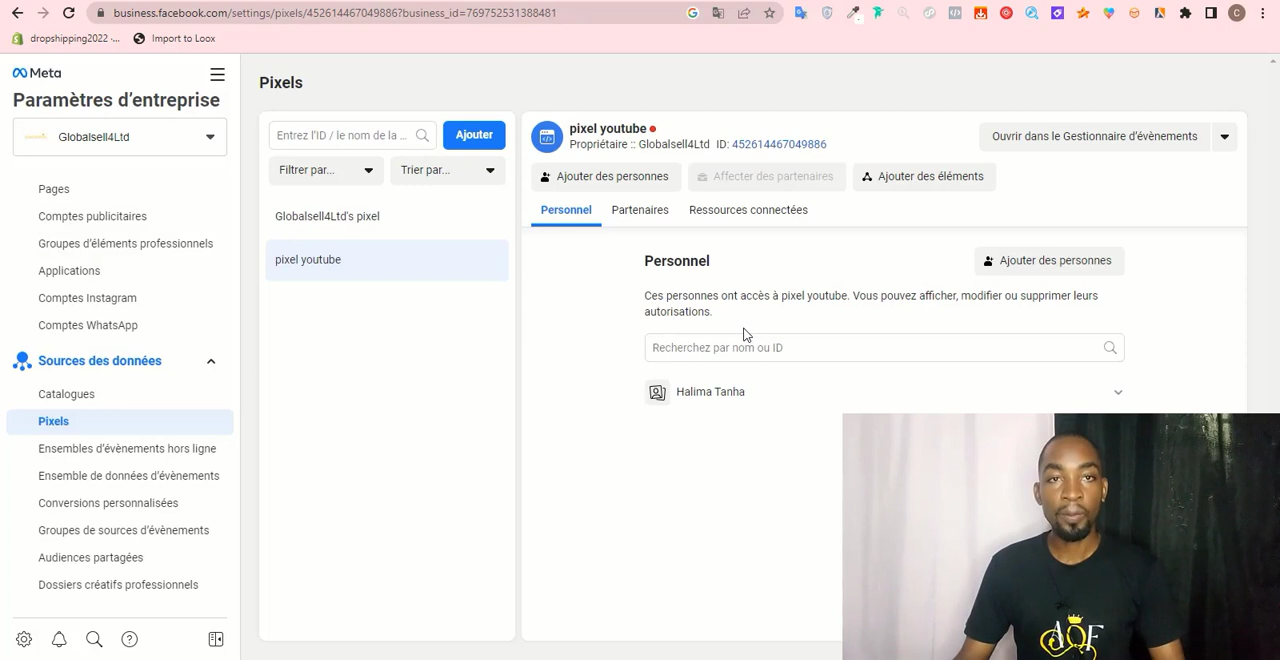 business.facebook.com/settings/pixels/452614467049886?business_id=769752531388481
dropshipping2022 -...
Import to Loox
Meta
Paramètres d'entreprise
Globalsell4Ltd
Pages
Comptes publicitaires
Groupes d'éléments professionnels
Applications
Comptes Instagram
Comptes WhatsApp
Sources des données
Catalogues
Pixels
Ensembles d'évènements hors ligne
Ensemble de données d'évènements
Conversions personnalisées
Groupes de sources d'évènements
Audiences partagées
Dossiers créatifs professionnels
Pixels
Entrez l'ID / le nom de la ...
Ajouter
Filtrer par...
Trier par...
Globalsell4Ltd's pixel
pixel youtube
pixel youtube
Propriétaire :: Globalsell4Ltd ID: 452614467049886
Ouvrir dans le Gestionnaire d'évènements
Ajouter des personnes
Affecter des partenaires
Ajouter des éléments
Personnel
Partenaires
Ressources connectées
Personnel
Ajouter des personnes
Ces personnes ont accès à pixel youtube. Vous pouvez afficher, modifier ou supprimer leurs
autorisations.
Recherchez par nom ou ID
Halima Tanha
C
AOF